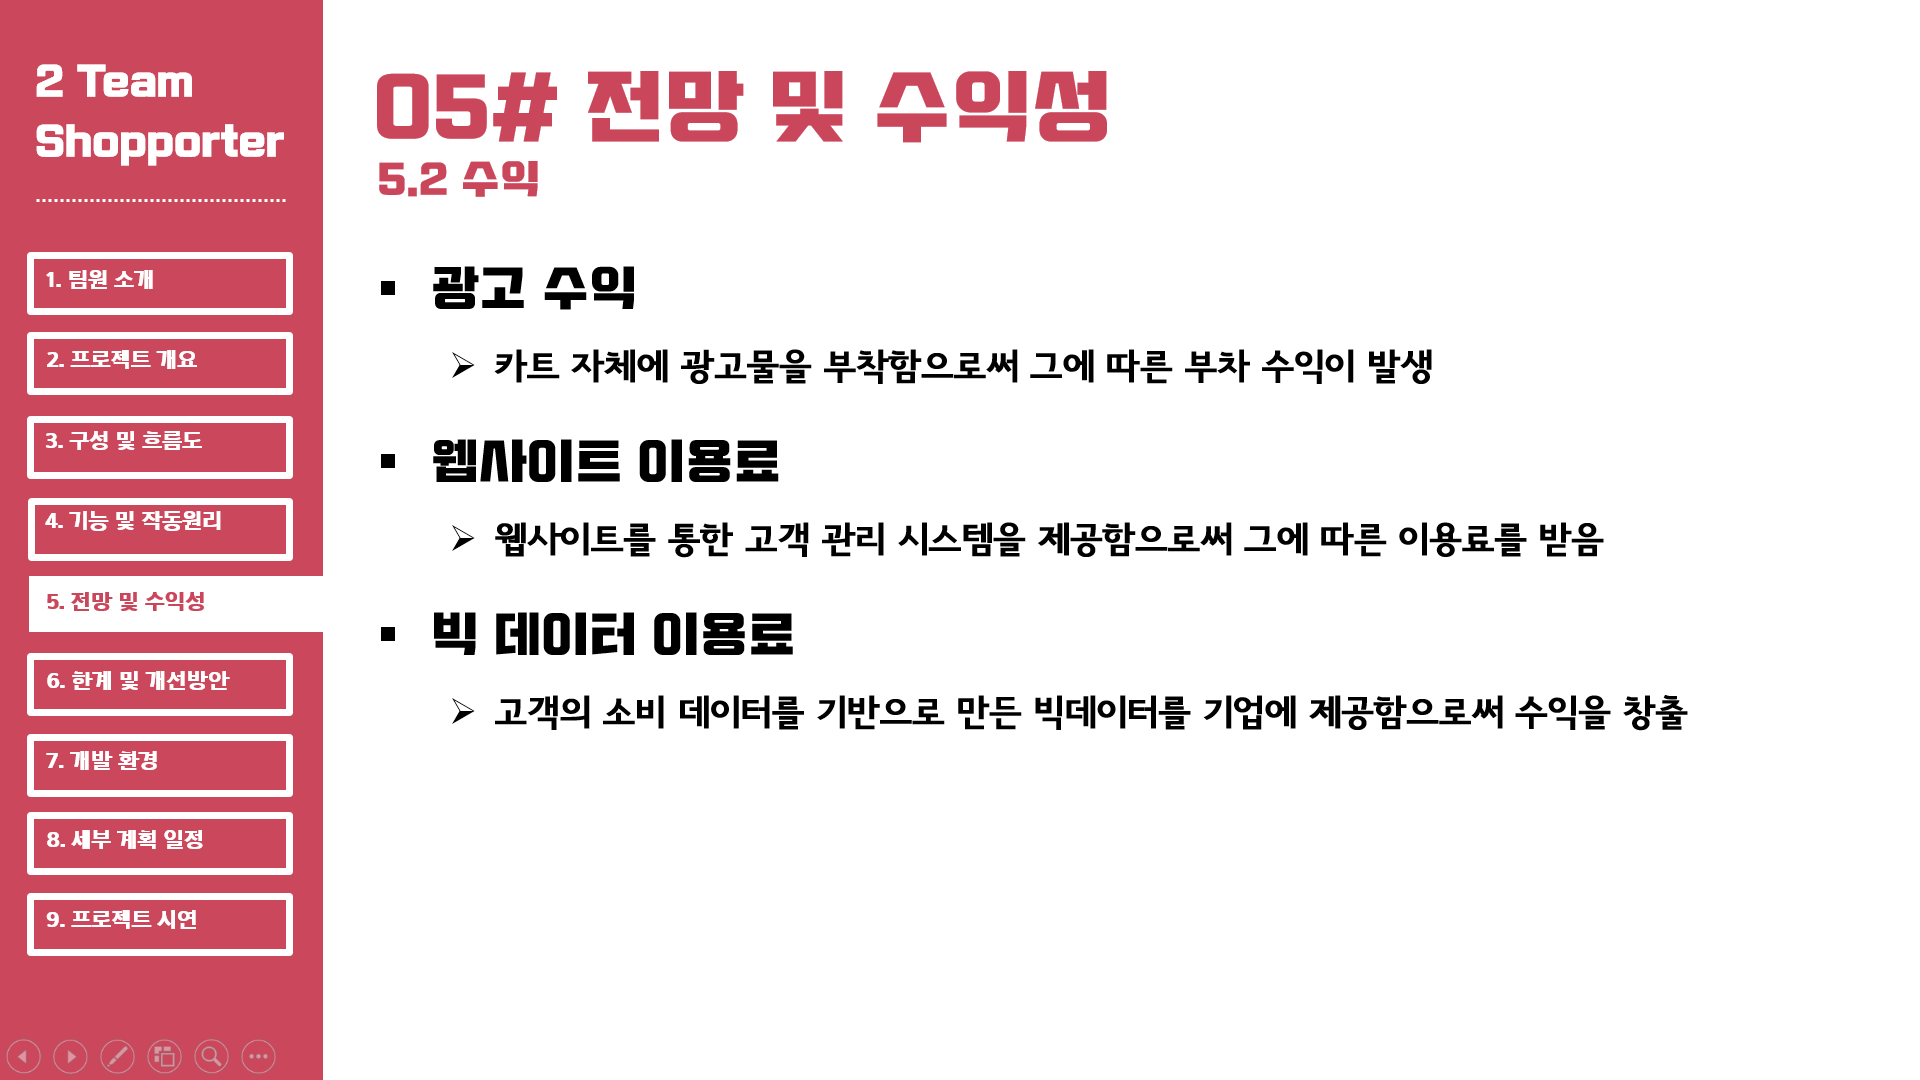 2 Team
Shopporter
1. 팀원 소개
2. 프로젝트 개요
3. 구성 및 흐름도
4. 기능 및 작동원리
5. 전망 및 수익성
6. 한계 및 개선방안
7. 개발 환경
8. 세부 계획 일정
9. 프로젝트 시연
05# 전망 및 수익성
5.2 수익
▪ 광고 수익
➢ 카트 자체에 광고물을 부착함으로써 그에 따른 부차 수익이 발생
▪ 웹사이트 이용료
➢ 웹사이트를 통한 고객 관리 시스템을 제공함으로써 그에 따른 이용료를 받음
▪ 빅 데이터 이용료
➢ 고객의 소비 데이터를 기반으로 만든 빅데이터를 기업에 제공함으로써 수익을 창출